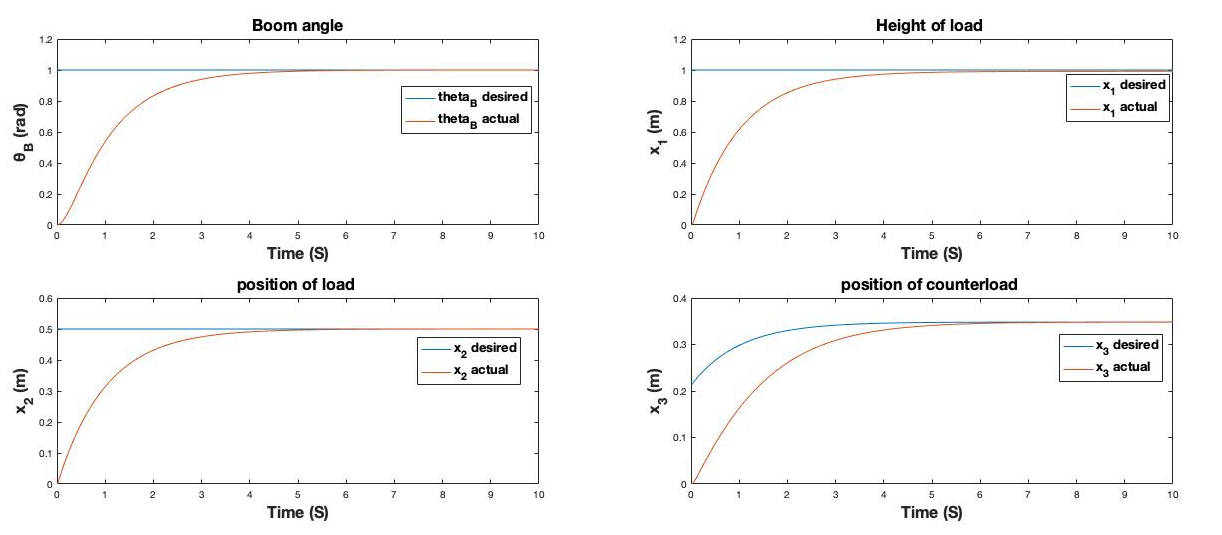 Boom angle
1.2
1
0.8
0.6
0.4
0.2
0
θB (rad)
theta_B desired
theta_B actual
0 1 2 3 4 5 6 7 8 9 10
Time (S)
Height of load
1.2
1
0.8
0.6
0.4
0.2
0
x1 (m)
x1 desired
x1 actual
0 1 2 3 4 5 6 7 8 9 10
Time (S)
position of load
0.6
0.5
0.4
0.3
0.2
0.1
0
x2 (m)
x2 desired
x2 actual
0 1 2 3 4 5 6 7 8 9 10
Time (S)
position of counterload
0.4
0.3
0.2
0.1
0
x3 (m)
x3 desired
x3 actual
0 1 2 3 4 5 6 7 8 9 10
Time (S)